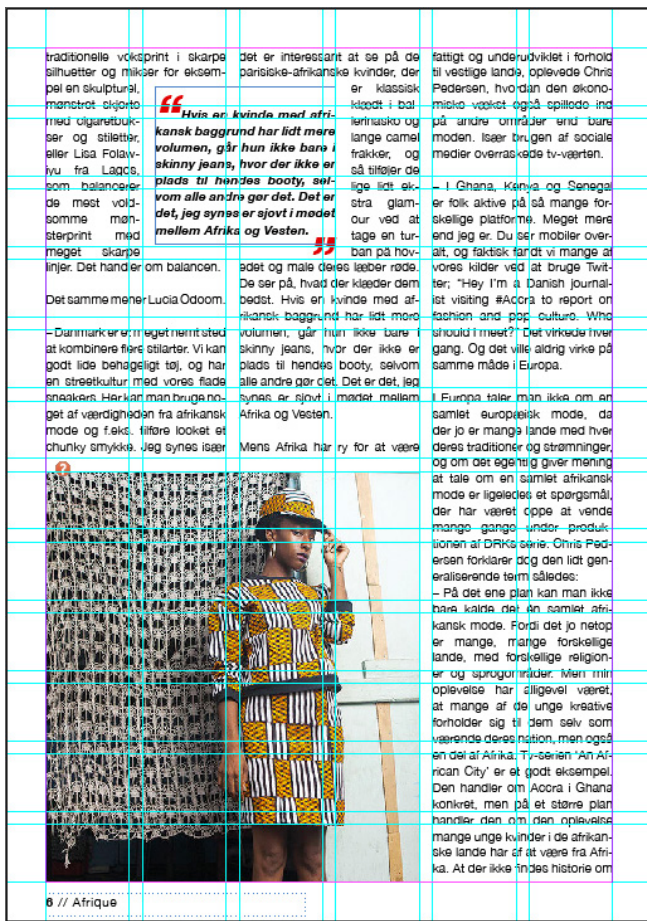 traditionelle voksprint i skarpe
silhuetter og mikser for eksem-
pel en skulpturel,
mønstret skjorte
med cigaretbuk-
ser og stiletter,
eller Lisa Folaw-
iyu fra Lagos,
som balancerer
de mest vold-
somme møn-
sterprint med
meget skarpe
linjer. Det handler om balancen.
Det samme mener Lucia Odoom.
– Danmark er et meget nemt sted
at kombinere flere stilarter. Vi kan
godt lide behageligt tøj, og har
en streetkultur med vores flade
sneakers. Her kan man bruge no-
get af værdigheden fra afrikansk
mode og f.eks. tilføre looket et
chunky smykke. Jeg synes især
“Hvis en kvinde med afri-
kansk baggrund har lidt mere
volumen, går hun ikke bare i
skinny jeans, hvor der ikke er
plads til hendes booty, sel-
vom alle andre gør det. Det er
det, jeg synes er sjovt i mødet
mellem Afrika og Vesten.
”
det er interessant at se på de
parisiske-afrikanske kvinder, der
er klassisk
klædt i bal-
lerinasko og
lange camel
frakker, og
så tilføjer de
lige lidt ek-
stra glam-
our ved at
tage en tur-
ban på hov-
edet og male deres læber røde.
De ser på, hvad der klæder dem
bedst. Hvis en kvinde med af-
rikansk baggrund har lidt mere
volumen, går hun ikke bare i
skinny jeans, hvor der ikke er
plads til hendes booty, selvom
alle andre gør det. Det er det, jeg
synes er sjovt i mødet mellem
Afrika og Vesten.
Mens Afrika har ry for at være
fattigt og underudviklet i forhold
til vestlige lande, oplevede Chris
Pedersen, hvordan den økono-
miske vækst også spillede ind
på andre områder end bare
moden. Især brugen af sociale
medier overraskede tv-værten.
– I Ghana, Kenya og Senegal
er folk aktive på så mange for-
skellige platforme. Meget mere
end jeg er. Du ser mobiler over-
alt, og faktisk fandt vi mange af
vores kilder ved at bruge Twit-
ter; “Hey I’m a Danish journal-
ist visiting #Accra to report on
fashion and pop culture. Who
should I meet?” Det virkede hver
gang. Og det ville aldrig virke på
samme måde i Europa.
I Europa taler man ikke om en
samlet europæisk mode, da
der jo er mange lande med hver
deres traditioner og strømninger,
og om det egentlig giver mening
at tale om en samlet afrikansk
mode er ligeledes et spørgsmål,
der har været oppe at vende
mange gange under produk-
tionen af DRKs serie. Chris Ped-
ersen forklarer dog den lidt gen-
eraliserende term således:
– På det ene plan kan man ikke
bare kalde det én samlet afri-
kansk mode. Fordi det jo netop
er mange, mange forskellige
lande, med forskellige religion-
er og sprogområder. Men min
oplevelse har alligevel været,
at mange af de unge kreative
forholder sig til dem selv som
værende deres nation, men også
en del af Afrika. Tv-serien ‘An Af-
rican City’ er et godt eksempel.
Den handler om Accra i Ghana
konkret, men på et større plan
handler den om den oplevelse
mange unge kvinder i de afrikan-
ske lande har af at være fra Afri-
ka. At der ikke findes historie om
?
6 // Afrique